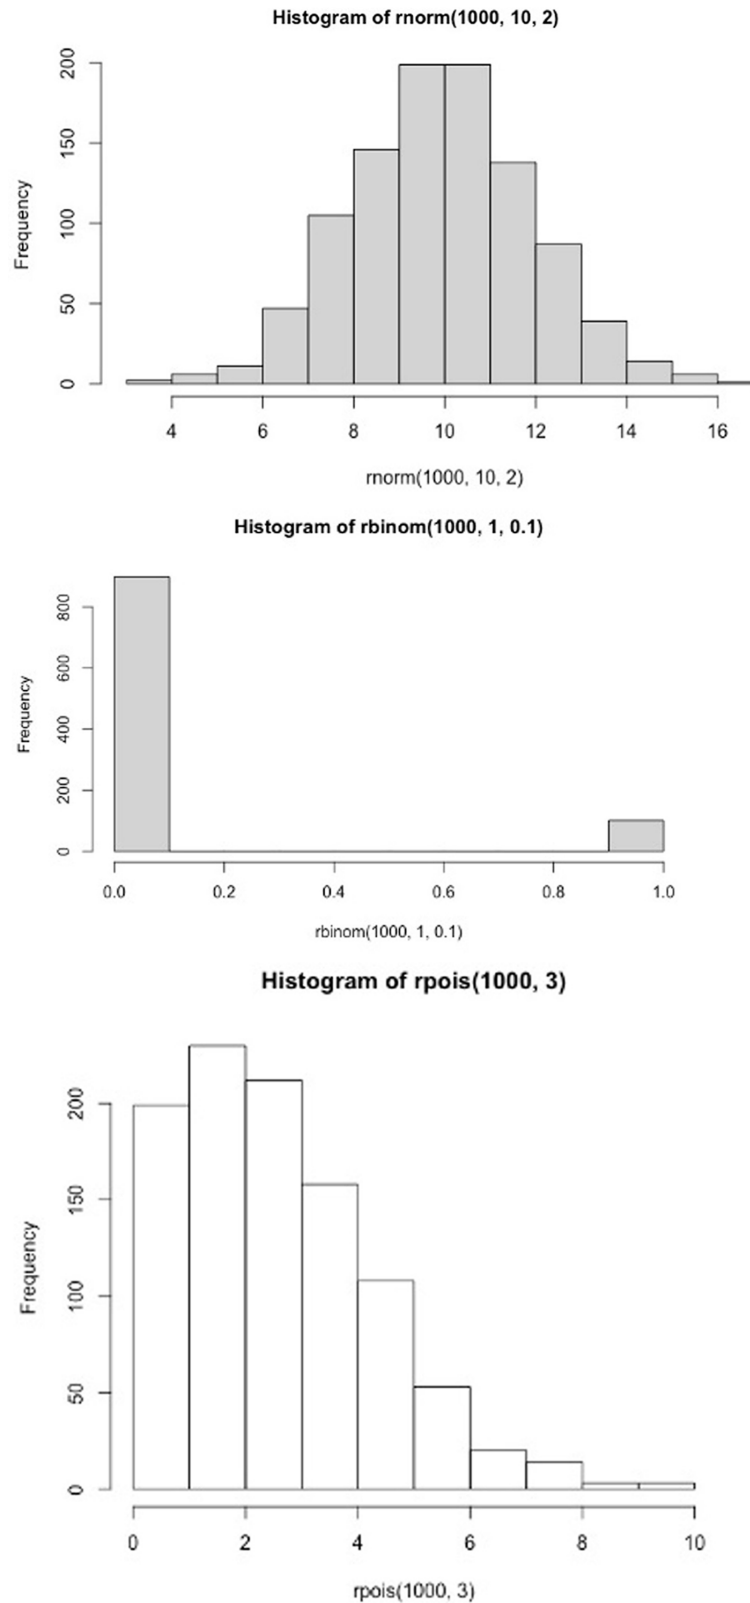 Histogram of rnorm(1000, 10, 2)
Frequency
200
150
100
50
0
4 6 8 10 12 14 16
rnorm(1000, 10, 2)
Histogram of rbinom(1000, 1, 0.1)
Frequency
800
600
400
200
0
0.0 0.2 0.4 0.6 0.8 1.0
rbinom(1000, 1, 0.1)
Histogram of rpois(1000, 3)
Frequency
200
150
100
50
0
0 2 4 6 8 10
rpois(1000, 3)